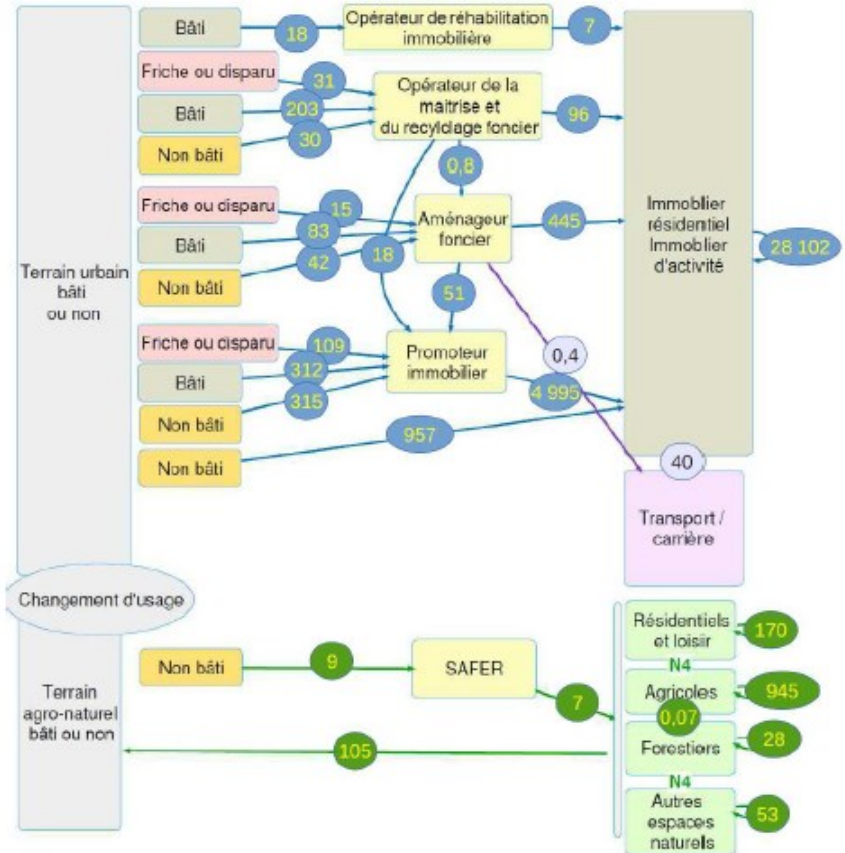 Bâti
18
Opérateur de réhabilitation
immobilière
7
Friche ou disparu
31
Bâti
203
Non bâti
30
Opérateur de la
maitrise et
du recylclage foncier
96
0,8
Friche ou disparu
15
Bâti
83
Non bâti
42
Aménageur
foncier
445
18
51
Immoblier
résidentiel
Immoblier
d'activité
28 102
Terrain urbain
bâti
ou non
Friche ou disparu
109
Bâti
312
Non bâti
315
Promoteur
immobilier
0,4
4 995
Non bâti
957
40
Transport /
carrière
Changement d'usage
Terrain
agro-naturel
bâti ou non
Non bâti
9
SAFER
7
105
Résidentiels
et loisir
170
N4
Agricoles
945
0,07
Forestiers
28
N4
Autres
espaces
naturels
53